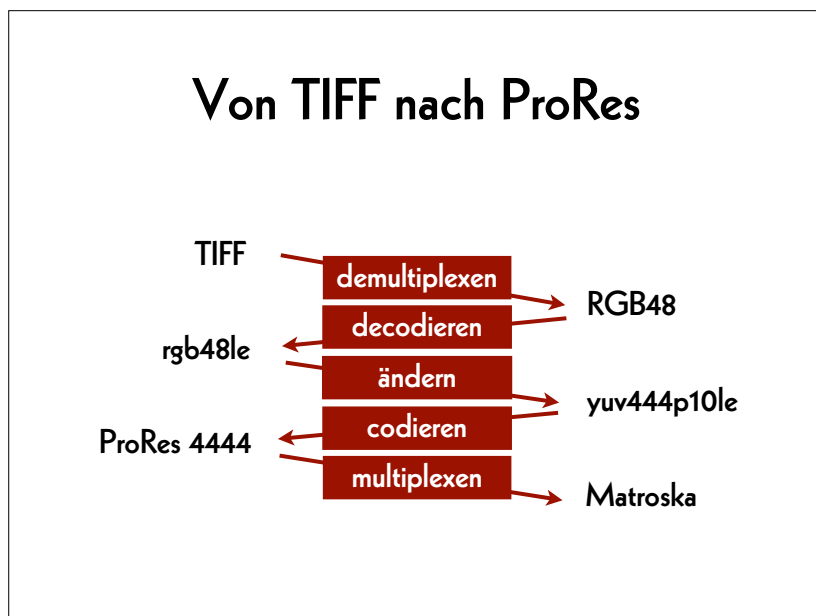 Von TIFF nach ProRes
TIFF
demultiplexen
RGB48
decodieren
rgb48le
ändern
yuv444p10le
codieren
ProRes 4444
multiplexen
Matroska